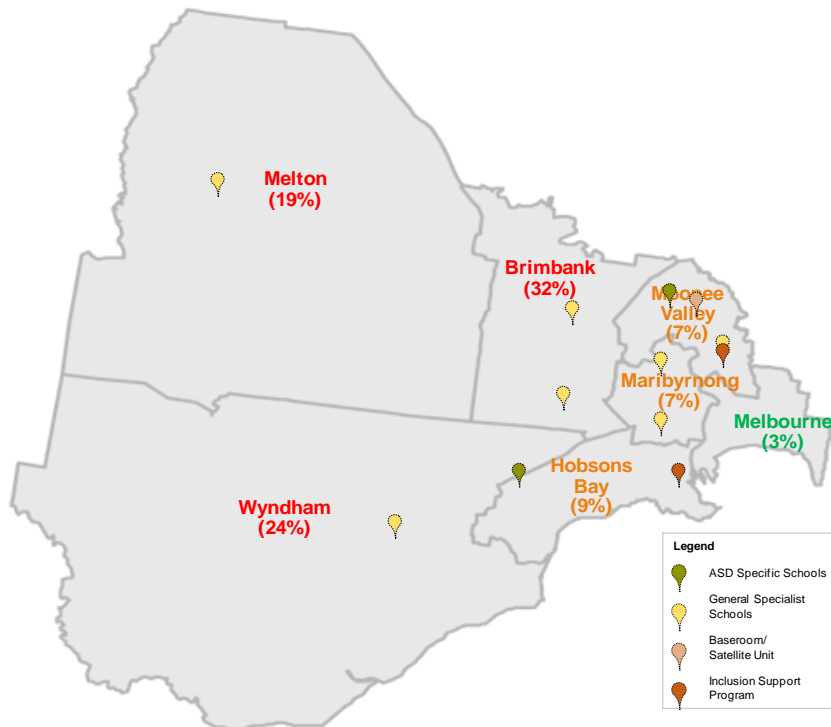 Melton
(19%)
Brimbank
(32%)
Moonee
Valley
(7%)
Maribyrnong
(7%)
Melbourne
(3%)
Hobsons
Bay
(9%)
Wyndham
(24%)
Legend
ASD Specific Schools
General Specialist
Schools
Baseroom/
Satellite Unit
Inclusion Support
Program